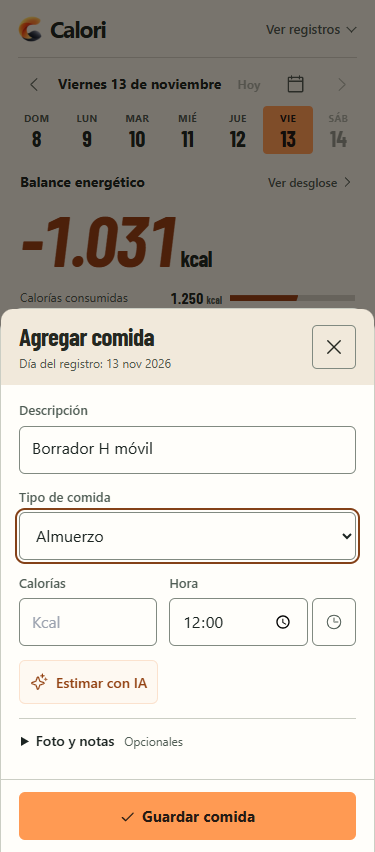 Calori
Ver registros
Viernes 13 de noviembre
Hoy
DOM LUN MAR MIÉ JUE VIE SÁB
8 9 10 11 12 13 14
Balance energético
Ver desglose
-1.031 kcal
Calorías consumidas
1.250 kcal
Agregar comida
Día del registro: 13 nov 2026
Descripción
Borrador H móvil
Tipo de comida
Almuerzo
Calorías
Hora
Kcal
12:00
Estimar con IA
Foto y notas Opcionales
Guardar comida